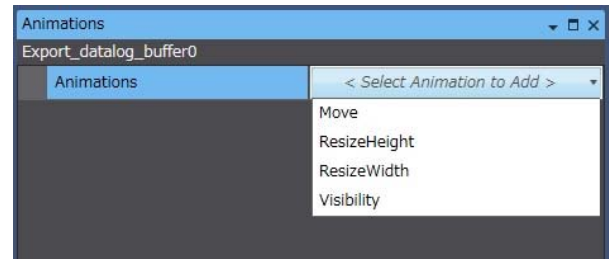 Animations
Export_datalog_buffer0
Animations < Select Animation to Add >
Move
ResizeHeight
ResizeWidth
Visibility